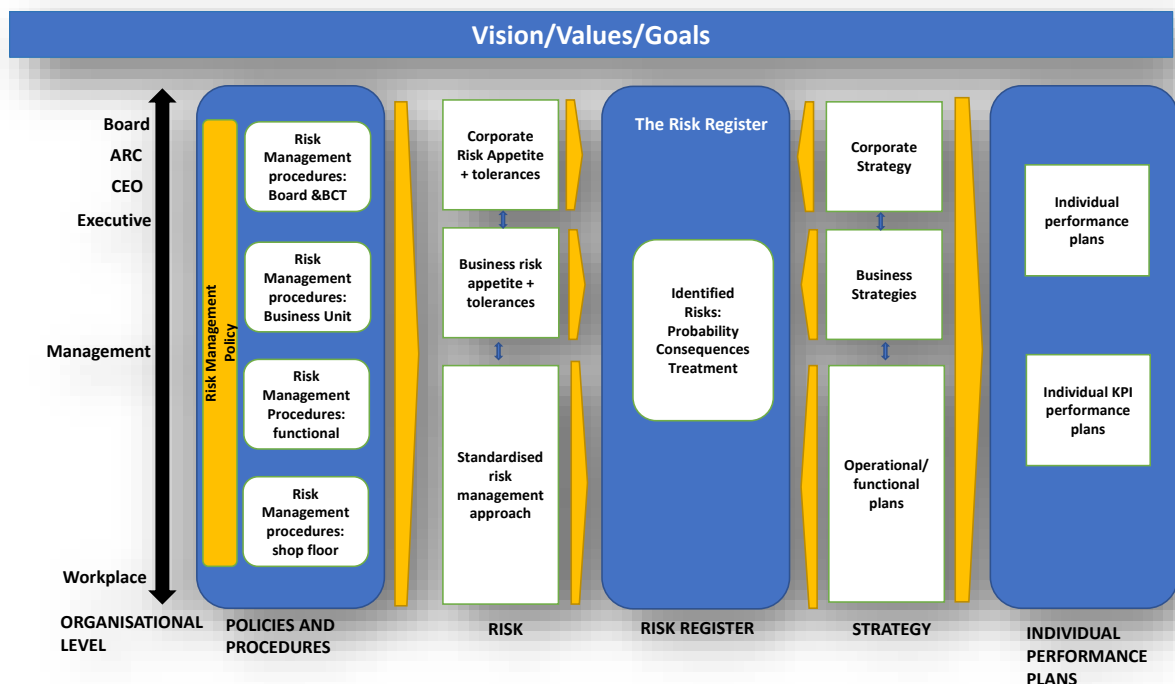 Vision/Values/Goals
Board
ARC
CEO
Executive
Management
Workplace
ORGANISATIONAL
LEVEL
Risk Management
Policy
Risk
Management
procedures:
Board &BCT
Risk
Management
procedures:
Business Unit
Risk
Management
Procedures:
functional
Risk
Management
procedures:
shop floor
POLICIES AND
PROCEDURES
Corporate
Risk Appetite
+ tolerances
Business risk
appetite +
tolerances
Standardised
risk
management
approach
RISK
The Risk Register
Identified
Risks:
Probability
Consequences
Treatment
RISK REGISTER
Corporate
Strategy
Business
Strategies
Operational/
functional
plans
STRATEGY
Individual
performance
plans
Individual KPI
performance
plans
INDIVIDUAL
PERFORMANCE
PLANS